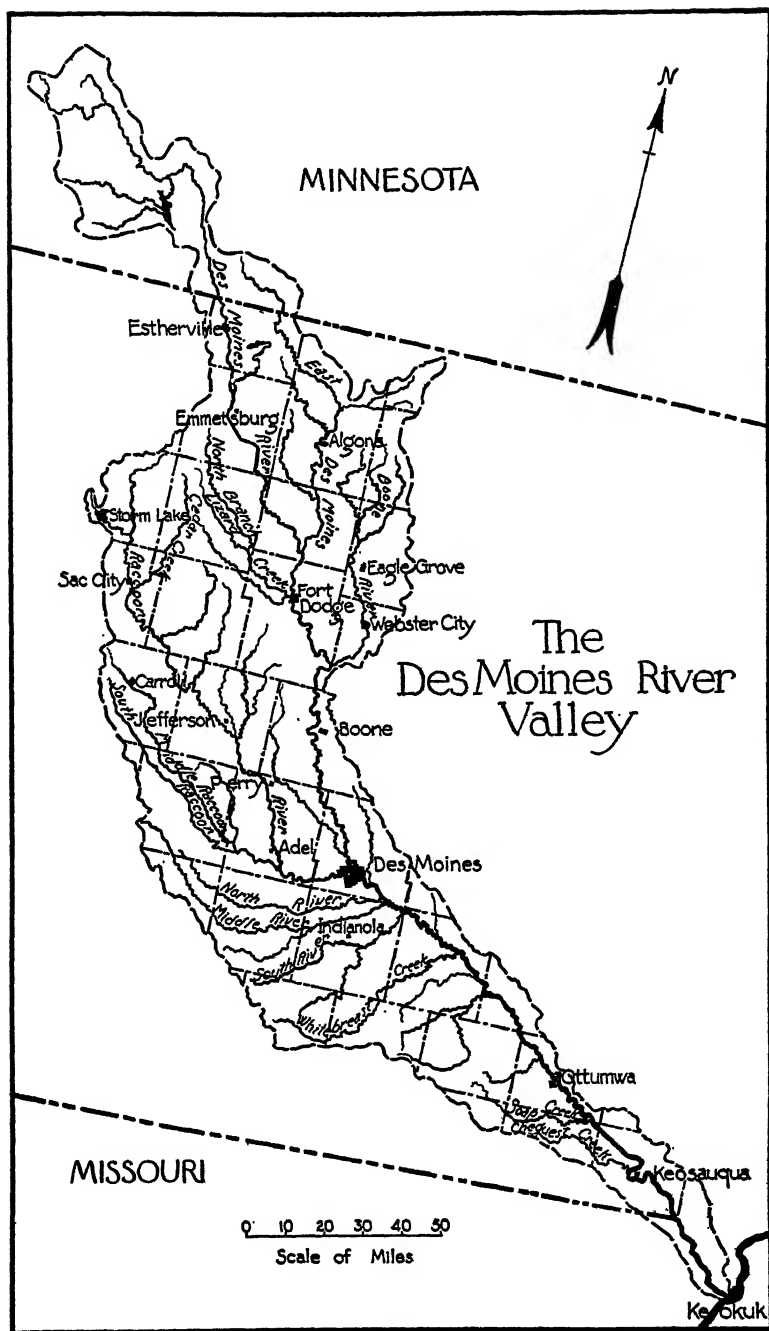 N
MINNESOTA
Des Moines River
Estherville
East Des Moines
Emmetsburg
Algona
North Branch Lizard Creek
Boone River
Cedar Creek
Storm Lake
Raccoon
Sac City
Eagle Grove
Fort
Dodge
Webster City
The
Des Moines River
Valley
Carroll
South Raccoon
Jefferson
Middle Raccoon
Boone
Perry
River
Adel
Des Moines
North River
Middle River
Indianola
South River
Whitebreast Creek
Ottumwa
Soap Creek
Chequest Creek
Keosauqua
MISSOURI
0 10 20 30 40 50
Scale of Miles
Keokuk